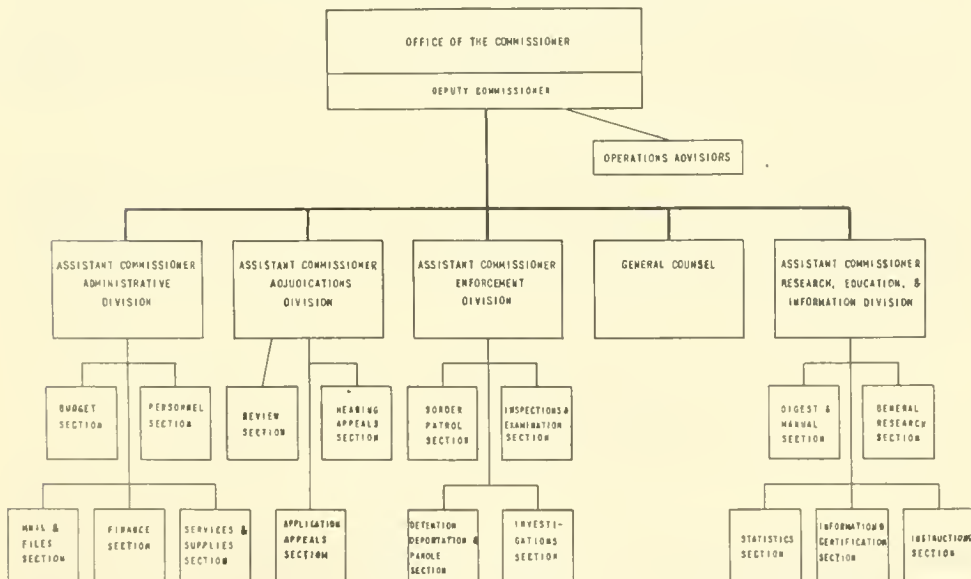 OFFICE OF THE COMMISSIONER
DEPUTY COMMISSIONER
OPERATIONS ADVISIORS
ASSISTANT COMMISSIONER
ADMINISTRATIVE
DIVISION
ASSISTANT COMMISSIONER
ADJUDICATIONS
DIVISION
ASSISTANT COMMISSIONER
ENFORCEMENT
DIVISION
GENERAL COUNSEL
ASSISTANT COMMISSIONER
RESEARCH, EDUCATION, &
INFORMATION DIVISION
BUDGET
SECTION
PERSONNEL
SECTION
REVIEW
SECTION
HEARING
APPEALS
SECTION
BORDER
PATROL
SECTION
INSPECTIONS &
EXAMINATION
SECTION
DIGEST &
MANUAL
SECTION
GENERAL
RESEARCH
SECTION
MAIL &
FILES
SECTION
FINANCE
SECTION
SERVICES &
SUPPLIES
SECTION
APPLICATION
APPEALS
SECTION
DETENTION
DEPORTATION &
PAROLE
SECTION
INVESTI-
GATIONS
SECTION
STATISTICS
SECTION
INFORMATION &
CERTIFICATION
SECTION
INSTRUCTIONS
SECTION